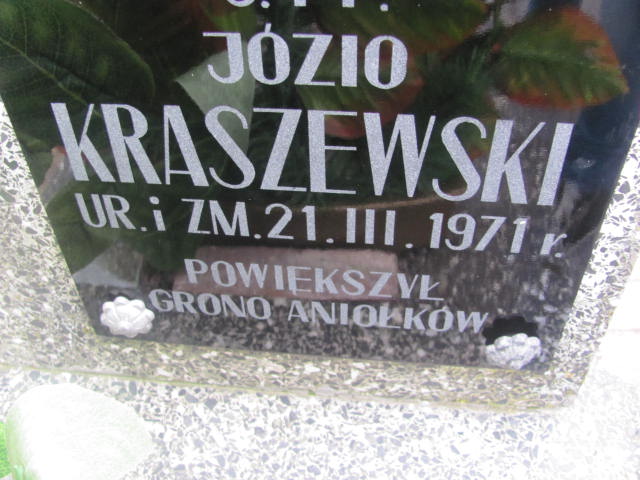 Ś.†P.
JÓZIO
KRASZEWSKI
UR. i ZM. 21. III. 1971 r.
POWIĘKSZYŁ
GRONO ANIOŁKÓW